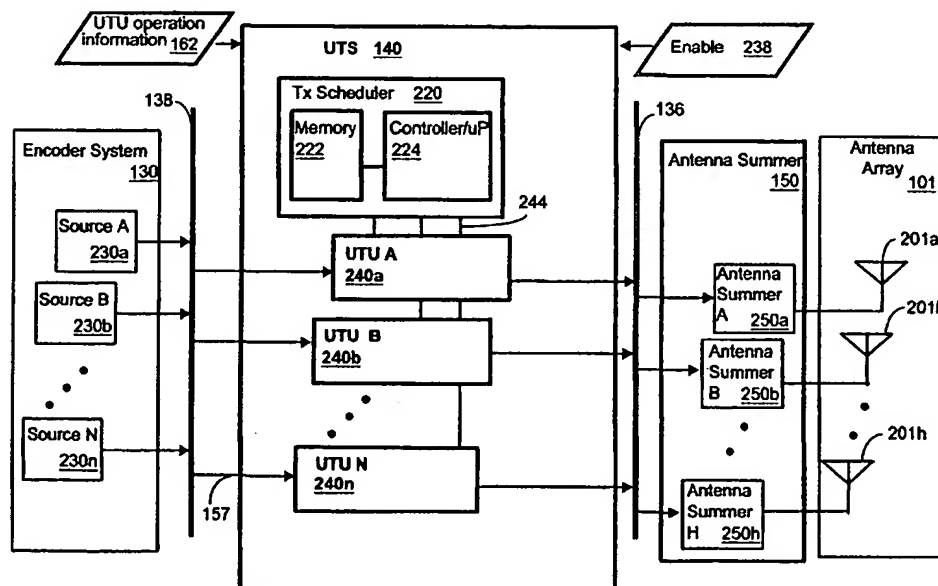 UTU operation
information 162
UTS 140
Enable 238
Tx Scheduler 220
Memory
222
Controller/uP
224
138
136
244
Encoder System
130
Source A
230a
Source B
230b
Source N
230n
157
UTU A
240a
UTU B
240b
UTU N
240n
Antenna Summer
150
Antenna
Summer
A 250a
Antenna
Summer
B 250b
Antenna
Summer
H 250h
Antenna
Array
101
201a
201h